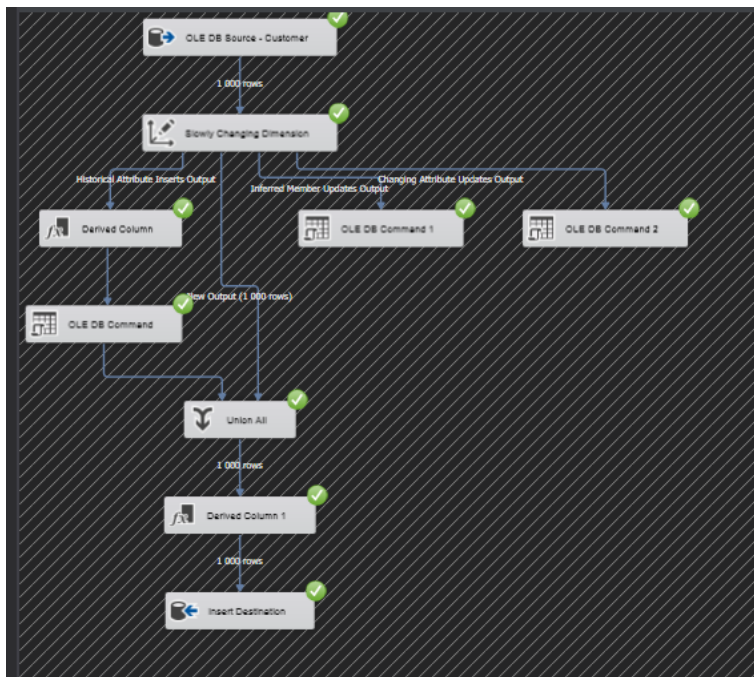 OLE DB Source - Customer
1 000 rows
Slowly Changing Dimension
Historical Attribute Inserts Output
Inferred Member Updates Output
Changing Attribute Updates Output
Derived Column
OLE DB Command 1
OLE DB Command 2
New Output (1 000 rows)
OLE DB Command
Union All
1 000 rows
Derived Column 1
1 000 rows
Insert Destination